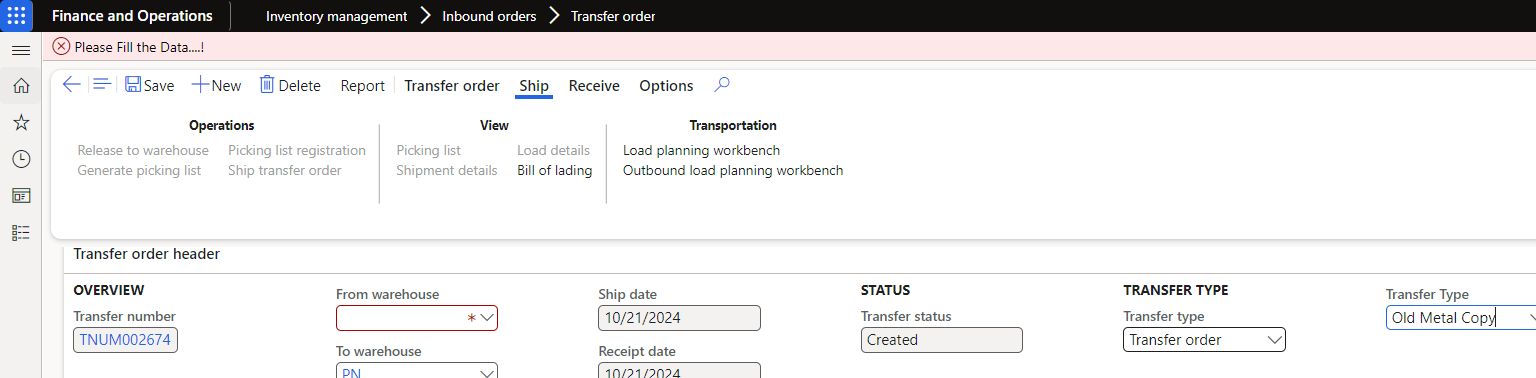 Finance and Operations
Inventory management > Inbound orders > Transfer order
Please Fill the Data....!
Save New Delete Report Transfer order Ship Receive Options
Operations View Transportation
Release to warehouse Picking list registration Picking list Load details Load planning workbench
Generate picking list Ship transfer order Shipment details Bill of lading Outbound load planning workbench
Transfer order header
OVERVIEW From warehouse Ship date STATUS TRANSFER TYPE Transfer Type
Transfer number * 10/21/2024 Transfer status Transfer type Old Metal Copy
TNUM002674 Created Transfer order
To warehouse Receipt date
PN 10/21/2024